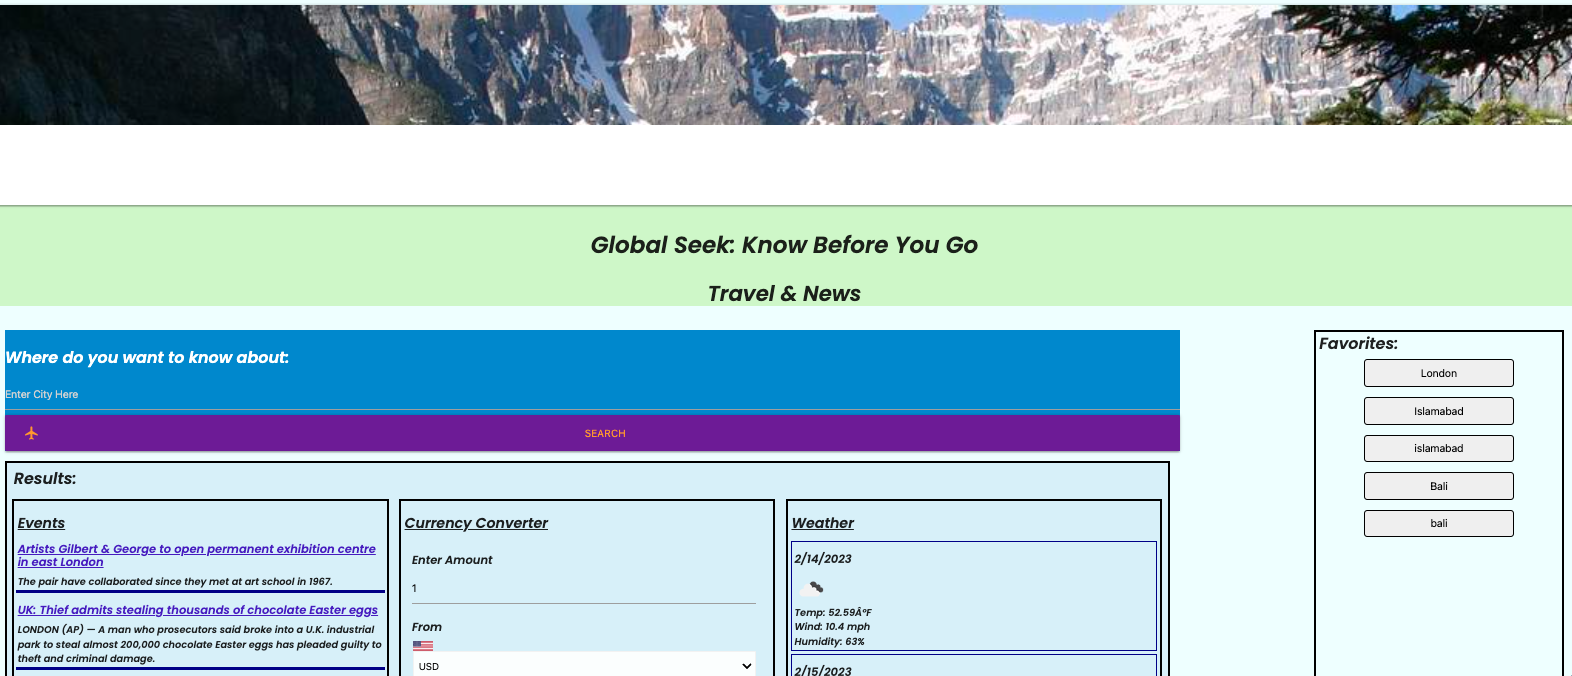 Global Seek: Know Before You Go
Travel & News
Where do you want to know about:
Enter City Here
SEARCH
Results:
Events
Artists Gilbert & George to open permanent exhibition centre
in east London
The pair have collaborated since they met at art school in 1967.
UK: Thief admits stealing thousands of chocolate Easter eggs
LONDON (AP) — A man who prosecutors said broke into a U.K. industrial
park to steal almost 200,000 chocolate Easter eggs has pleaded guilty to
theft and criminal damage.
Currency Converter
Enter Amount
1
From
USD
Weather
2/14/2023
Temp: 52.59Â°F
Wind: 10.4 mph
Humidity: 63%
2/15/2023
Favorites:
London
Islamabad
islamabad
Bali
bali